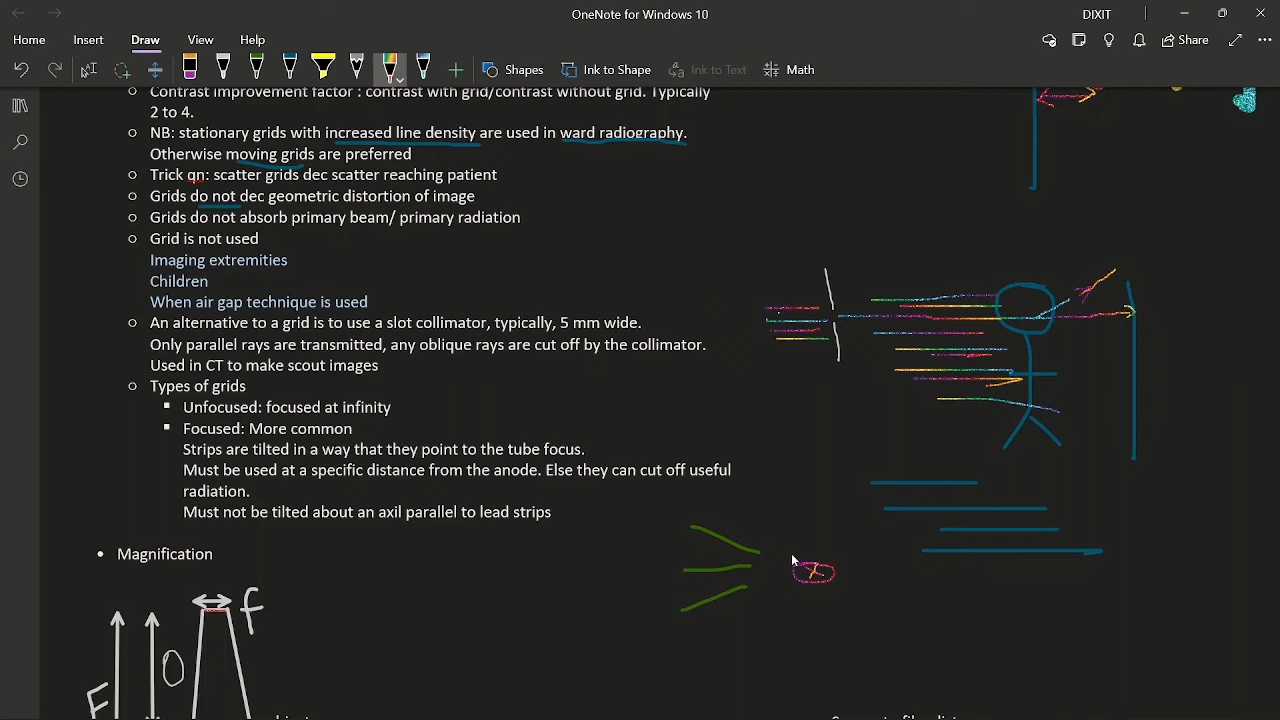 OneNote for Windows 10
DIXIT
Home Insert Draw View Help
Share
Shapes Ink to Shape Ink to Text Math
Contrast improvement factor : contrast with grid/contrast without grid. Typically
2 to 4.
NB: stationary grids with increased line density are used in ward radiography.
Otherwise moving grids are preferred
Trick qn: scatter grids dec scatter reaching patient
Grids do not dec geometric distortion of image
Grids do not absorb primary beam/ primary radiation
Grid is not used
Imaging extremities
Children
When air gap technique is used
An alternative to a grid is to use a slot collimator, typically, 5 mm wide.
Only parallel rays are transmitted, any oblique rays are cut off by the collimator.
Used in CT to make scout images
Types of grids
Unfocused: focused at infinity
Focused: More common
Strips are tilted in a way that they point to the tube focus.
Must be used at a specific distance from the anode. Else they can cut off useful
radiation.
Must not be tilted about an axil parallel to lead strips
Magnification
f
O
F